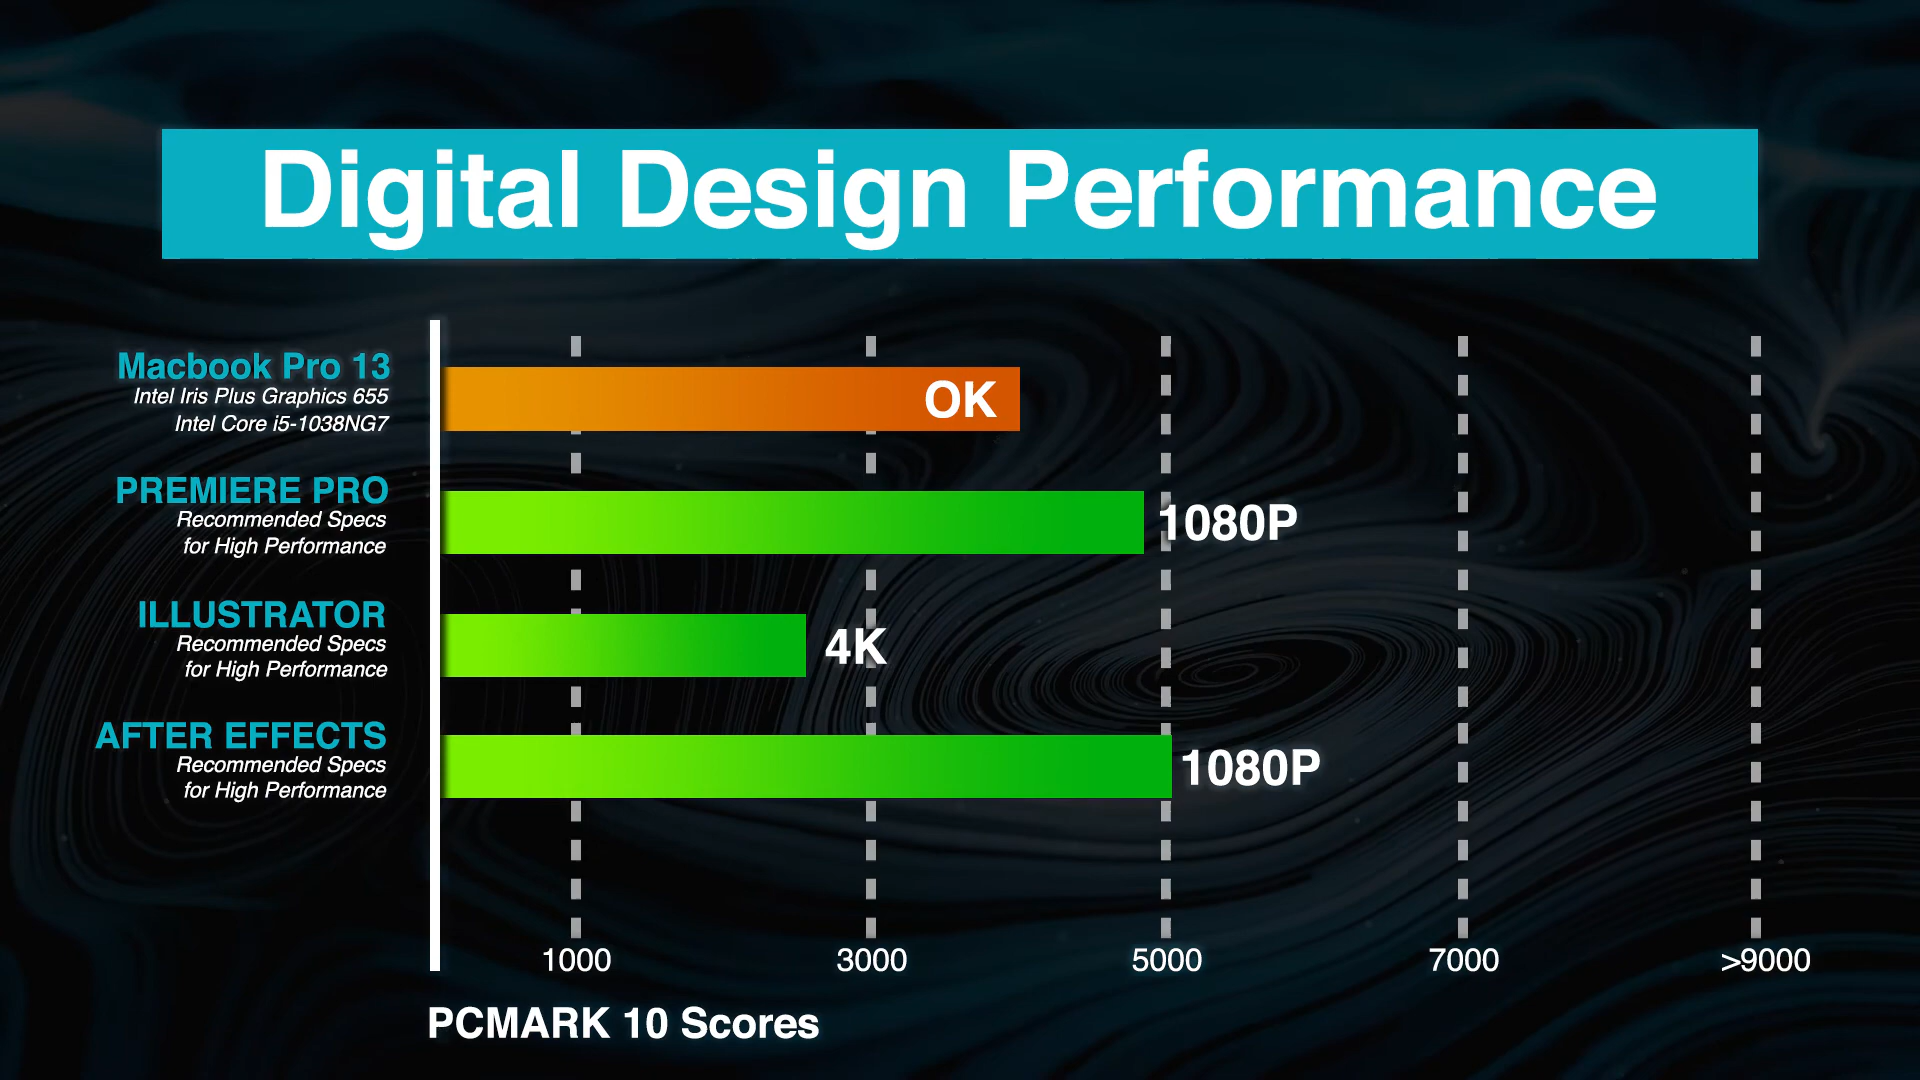 Digital Design Performance
Macbook Pro 13
Intel Iris Plus Graphics 655
Intel Core i5-1038NG7
OK
PREMIERE PRO
Recommended Specs
for High Performance
1080P
ILLUSTRATOR
Recommended Specs
for High Performance
4K
AFTER EFFECTS
Recommended Specs
for High Performance
1080P
1000 3000 5000 7000 >9000
PCMARK 10 Scores